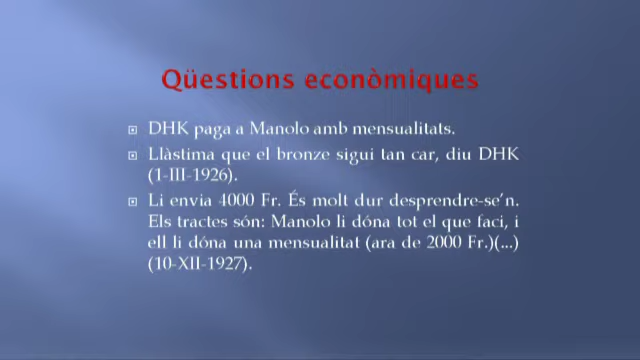 Qüestions econòmiques
DHK paga a Manolo amb mensualitats.
Llàstima que el bronze sigui tan car, diu DHK
(1-III-1926).
Li envia 4000 Fr. És molt dur desprendre-se'n.
Els tractes són: Manolo li dóna tot el que faci, i
ell li dóna una mensualitat (ara de 2000 Fr.)(...)
(10-XII-1927).